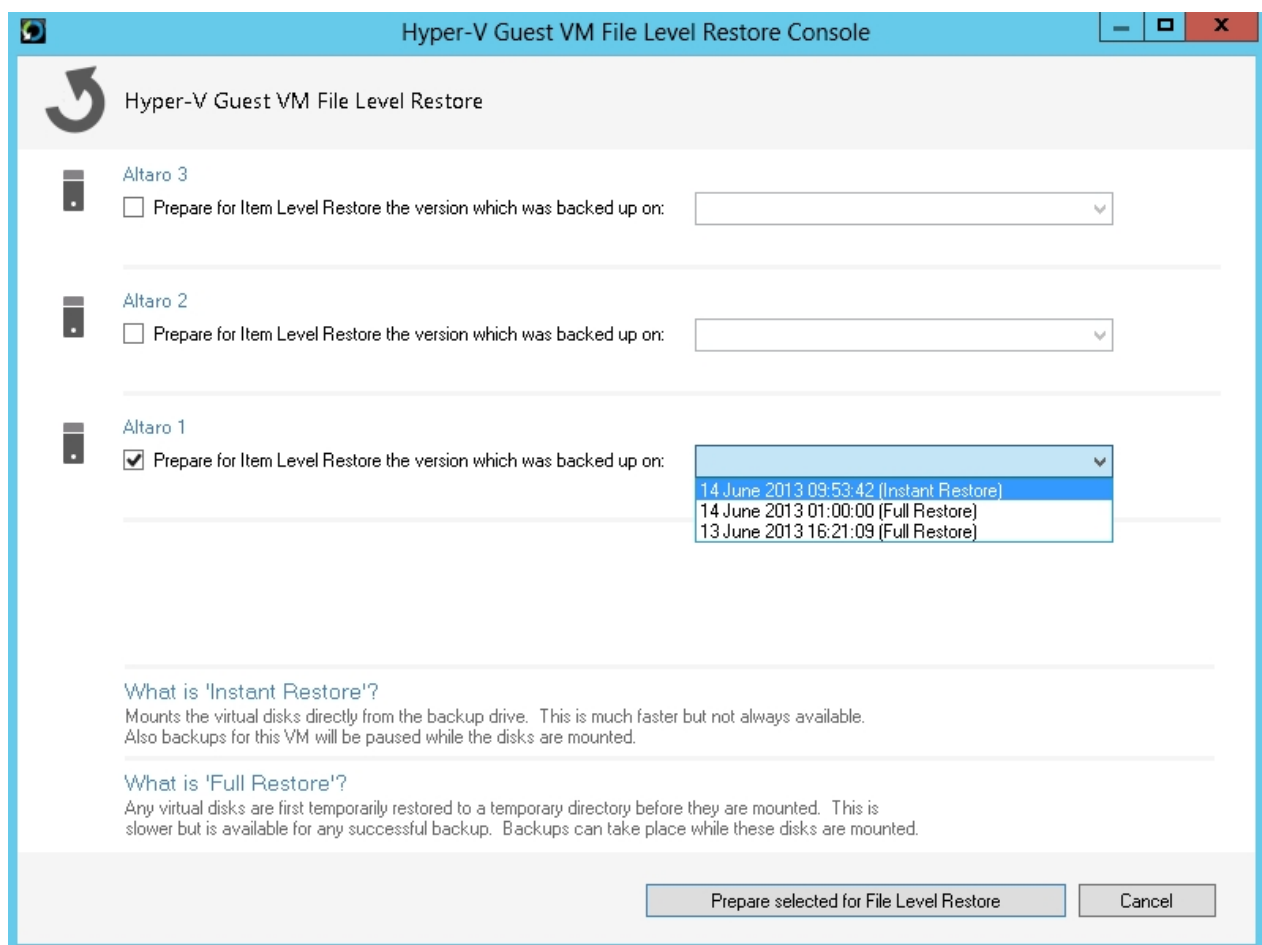 Hyper-V Guest VM File Level Restore Console
Hyper-V Guest VM File Level Restore
Altaro 3
Prepare for Item Level Restore the version which was backed up on:
Altaro 2
Prepare for Item Level Restore the version which was backed up on:
Altaro 1
Prepare for Item Level Restore the version which was backed up on:
14 June 2013 09:53:42 (Instant Restore)
14 June 2013 01:00:00 (Full Restore)
13 June 2013 16:21:09 (Full Restore)
What is 'Instant Restore'?
Mounts the virtual disks directly from the backup drive. This is much faster but not always available.
Also backups for this VM will be paused while the disks are mounted.
What is 'Full Restore'?
Any virtual disks are first temporarily restored to a temporary directory before they are mounted. This is
slower but is available for any successful backup. Backups can take place while these disks are mounted.
Prepare selected for File Level Restore
Cancel